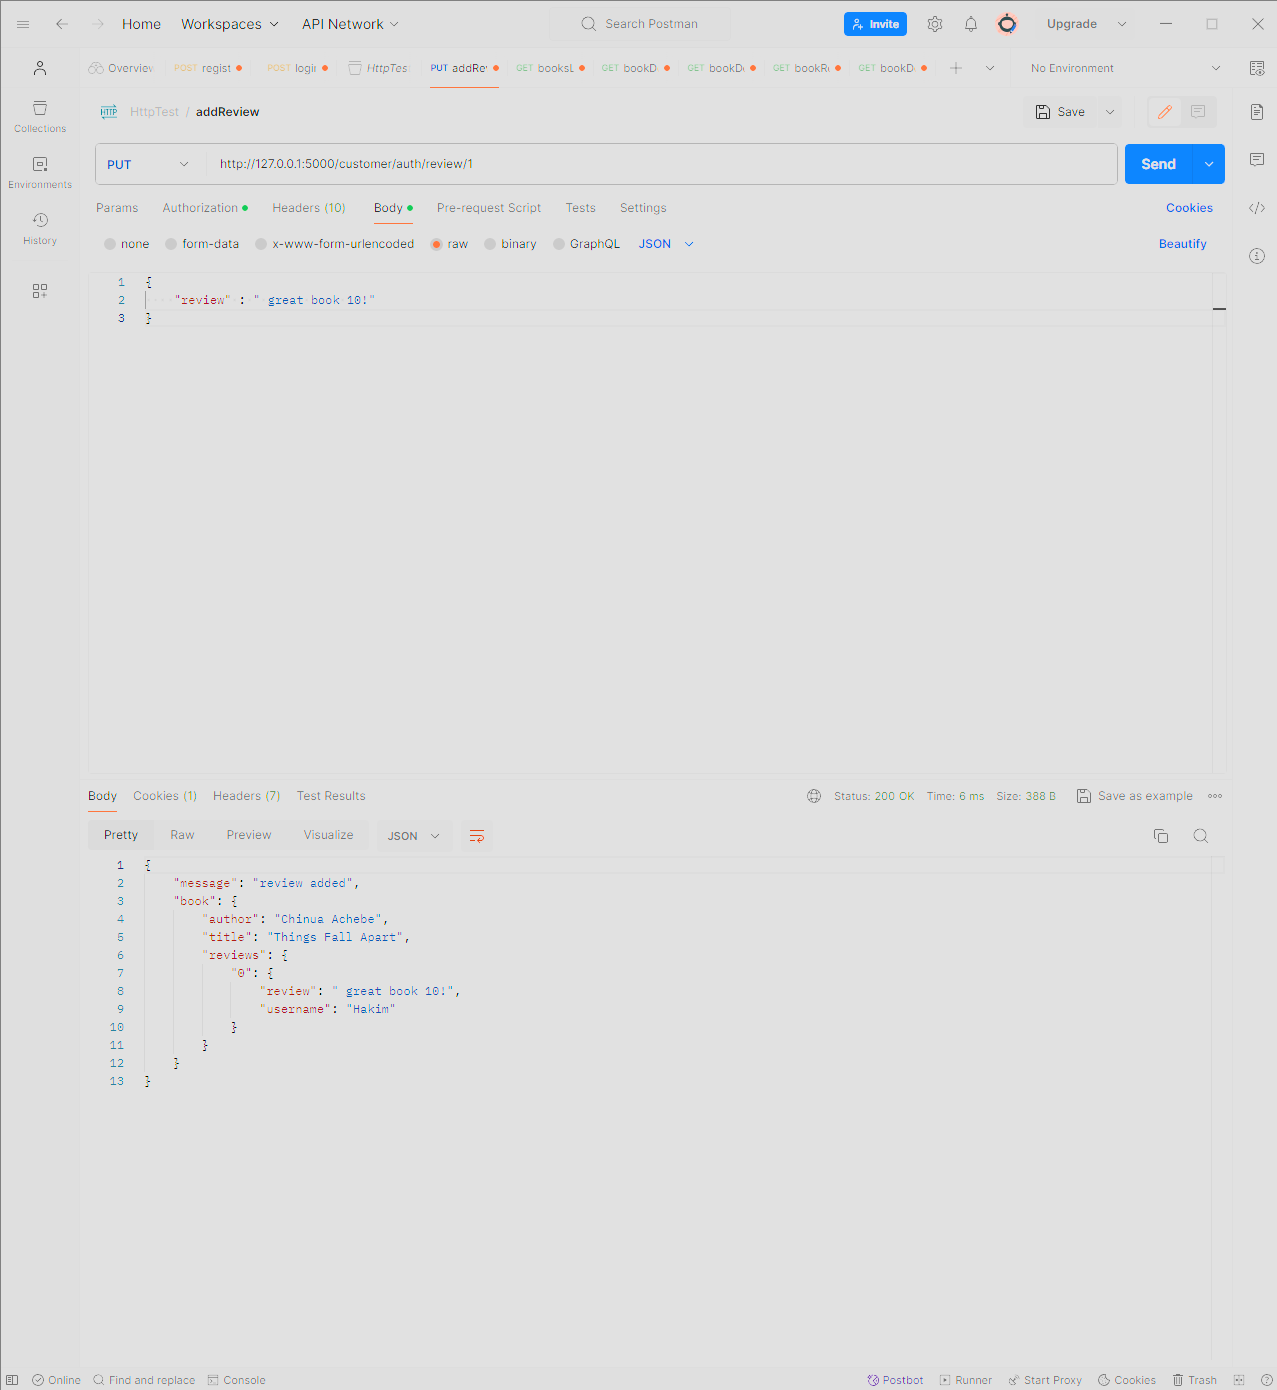 Home Workspaces API Network Search Postman Invite Upgrade
Overview POST regist POST login HttpTes PUT addRe GET booksL GET bookD GET bookD GET bookR GET bookD No Environment
HTTP HttpTest / addReview Save
Collections
PUT http://127.0.0.1:5000/customer/auth/review/1 Send
Environments
Params Authorization Headers (10) Body Pre-request Script Tests Settings Cookies
History
none form-data x-www-form-urlencoded raw binary GraphQL JSON Beautify
1 {
2 "review" : " great book 10!"
3 }
Body Cookies (1) Headers (7) Test Results Status: 200 OK Time: 6 ms Size: 388 B Save as example
Pretty Raw Preview Visualize JSON
1 {
2 "message": "review added",
3 "book": {
4 "author": "Chinua Achebe",
5 "title": "Things Fall Apart",
6 "reviews": {
7 "0": {
8 "review": " great book 10!",
9 "username": "Hakim"
10 }
11 }
12 }
13 }
Online Find and replace Console Postbot Runner Start Proxy Cookies Trash